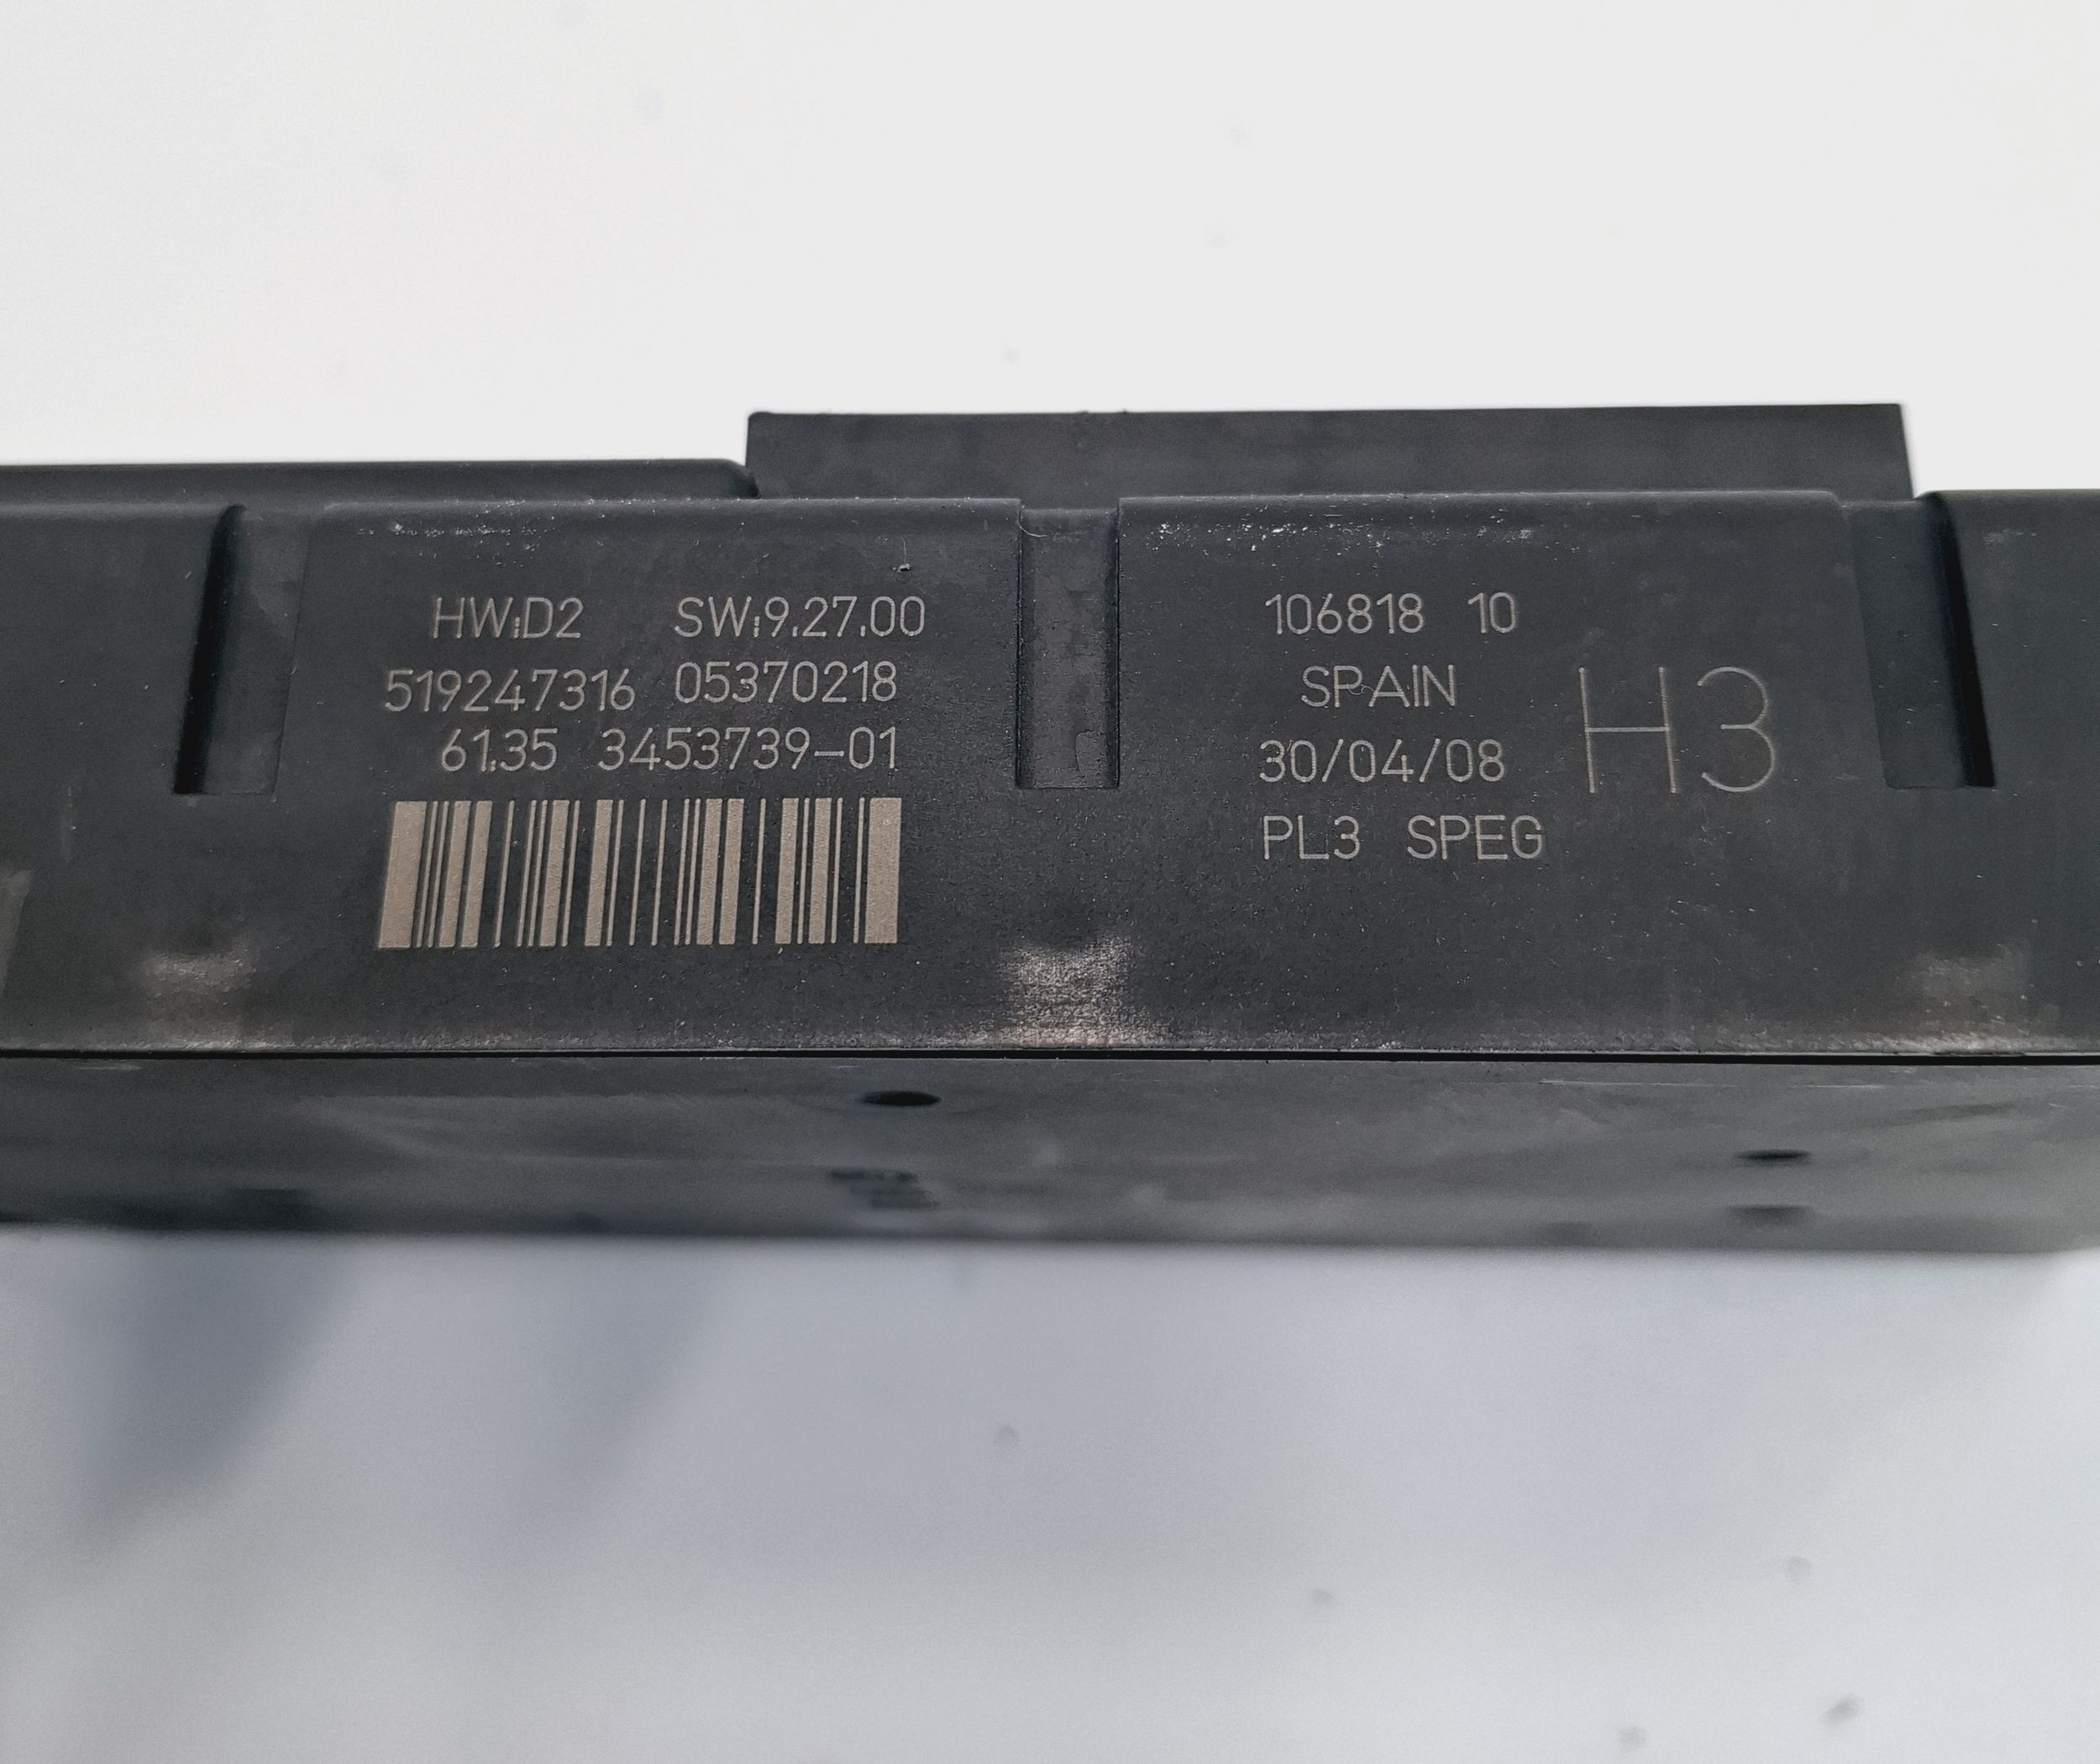 HW:D2 SW:9.27.00
519247316 05370218
61.35 3453739-01
106818 10
SPAIN
30/04/08
PL3 SPEG
H3